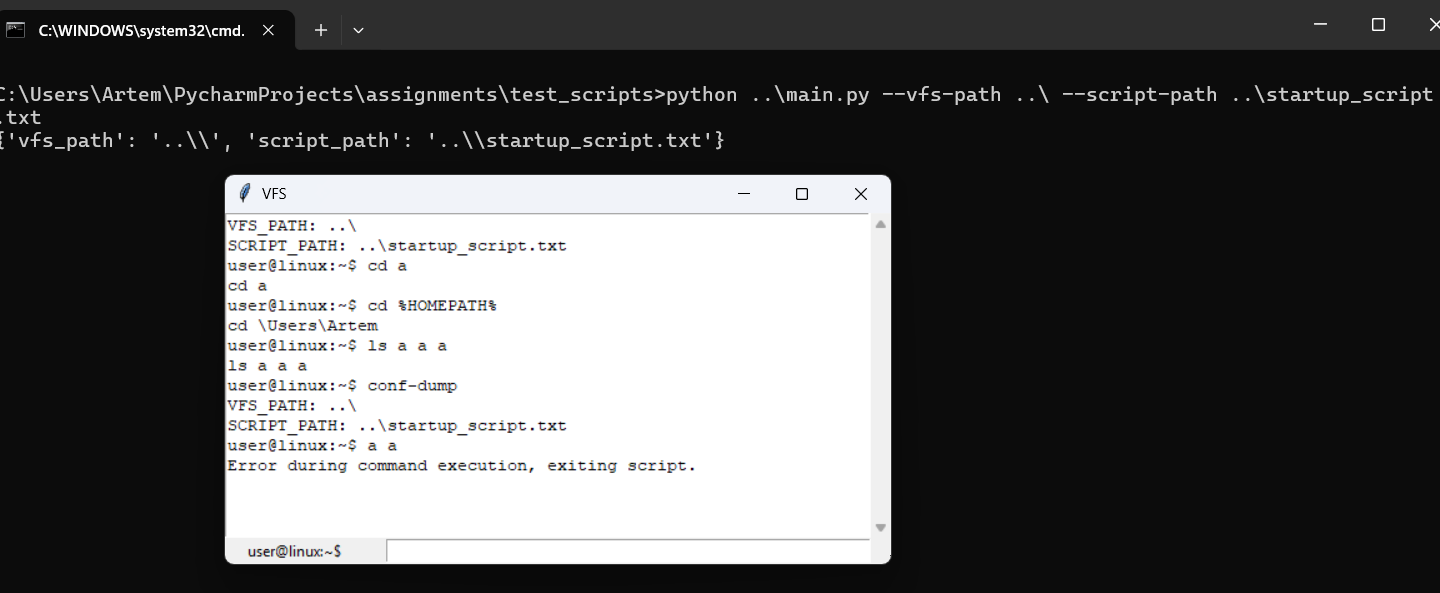 C:\WINDOWS\system32\cmd.
C:\Users\Artem\PycharmProjects\assignments\test_scripts>python ..\main.py --vfs-path ..\ --script-path ..\startup_script
.txt
{'vfs_path': '..\\', 'script_path': '..\\startup_script.txt'}
VFS
VFS_PATH: ..\
SCRIPT_PATH: ..\startup_script.txt
user@linux:~$ cd a
cd a
user@linux:~$ cd %HOMEPATH%
cd \Users\Artem
user@linux:~$ ls a a a
ls a a a
user@linux:~$ conf-dump
VFS_PATH: ..\
SCRIPT_PATH: ..\startup_script.txt
user@linux:~$ a a
Error during command execution, exiting script.
user@linux:~$